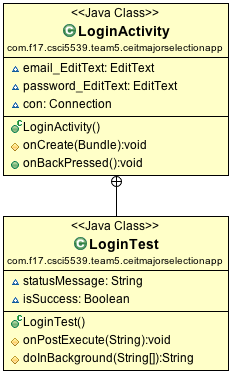 <<Java Class>>
LoginActivity
com.f17.csci5539.team5.ceitmajorselectionapp
email_EditText: EditText
password_EditText: EditText
con: Connection
LoginActivity()
onCreate(Bundle):void
onBackPressed():void
<<Java Class>>
LoginTest
com.f17.csci5539.team5.ceitmajorselectionapp
statusMessage: String
isSuccess: Boolean
LoginTest()
onPostExecute(String):void
doInBackground(String[]):String